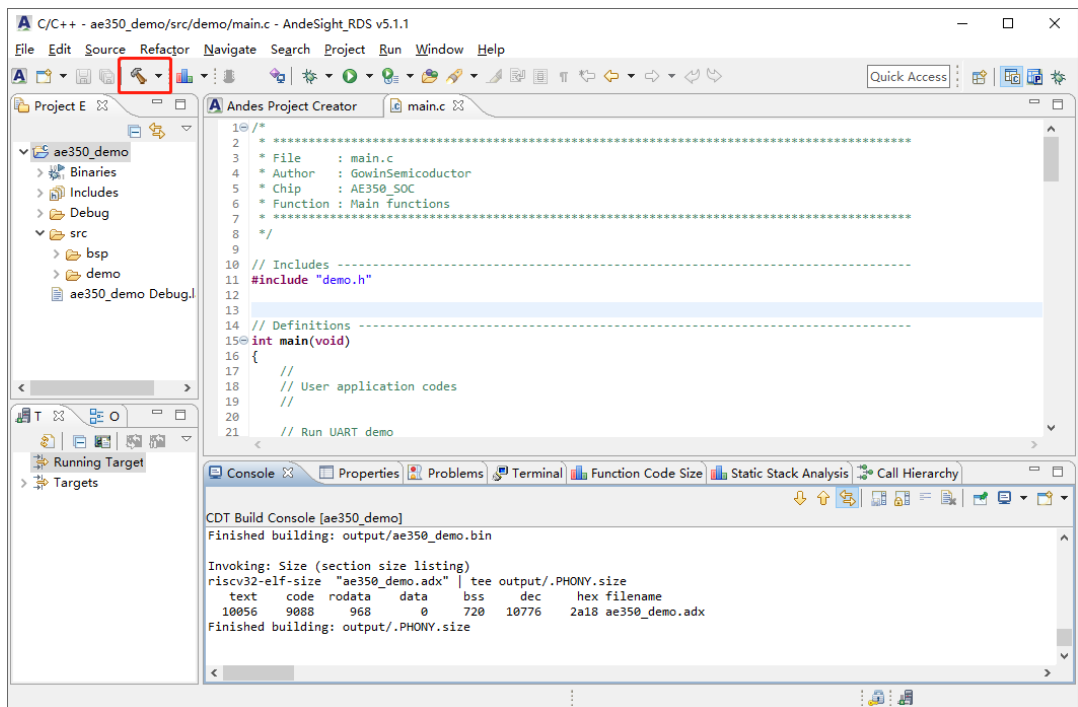 C/C++ - ae350_demo/src/demo/main.c - AndeSight_RDS v5.1.1
File Edit Source Refactor Navigate Search Project Run Window Help
Quick Access
Project E
Andes Project Creator
main.c
ae350_demo
Binaries
Includes
Debug
src
bsp
demo
ae350_demo Debug.l
1 /*
2 * *****************************************************************************************
3 * File : main.c
4 * Author : GowinSemicoductor
5 * Chip : AE350_SOC
6 * Function : Main functions
7 * *****************************************************************************************
8 */
9
10 // Includes --------------------------------------------------------------------------------
11 #include "demo.h"
12
13
14 // Definitions -----------------------------------------------------------------------------
15 int main(void)
16 {
17 //
18 // User application codes
19 //
20
21 // Run UART demo
T
O
Running Target
Targets
Console Properties Problems Terminal Function Code Size Static Stack Analysis Call Hierarchy
CDT Build Console [ae350_demo]
Finished building: output/ae350_demo.bin
Invoking: Size (section size listing)
riscv32-elf-size "ae350_demo.adx" | tee output/.PHONY.size
text code rodata data bss dec hex filename
10056 9088 968 0 720 10776 2a18 ae350_demo.adx
Finished building: output/.PHONY.size